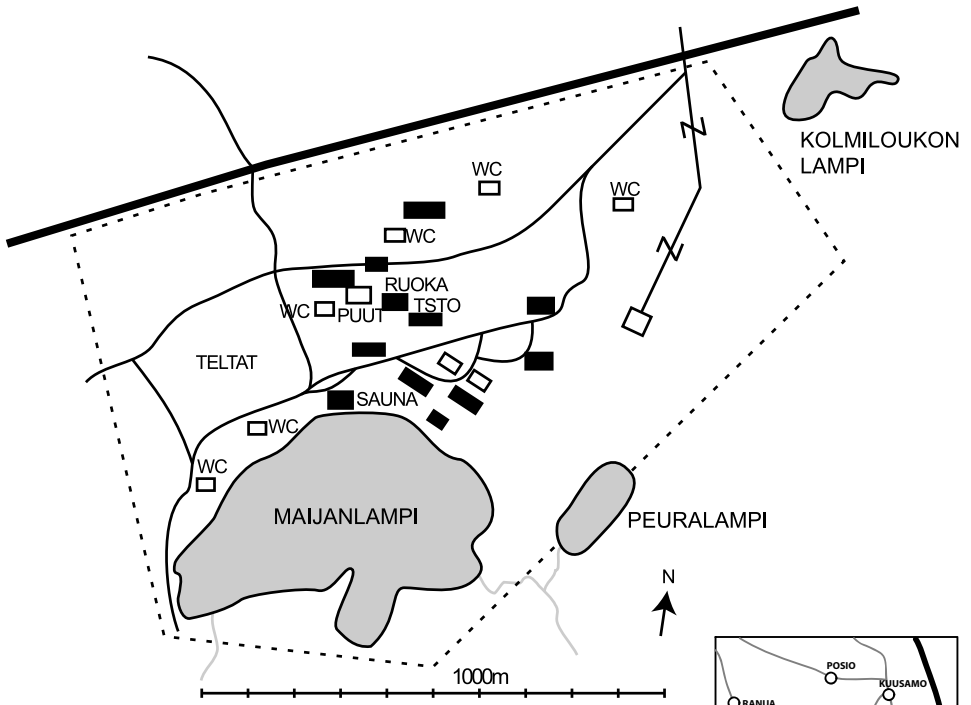 KOLMILOUKON
LAMPI
WC
WC
WC
RUOKA
TSTO
WC
PUUT
TELTAT
SAUNA
WC
WC
MAIJANLAMPI
PEURALAMPI
N
1000m
POSIO
KUUSAMO
RANUA